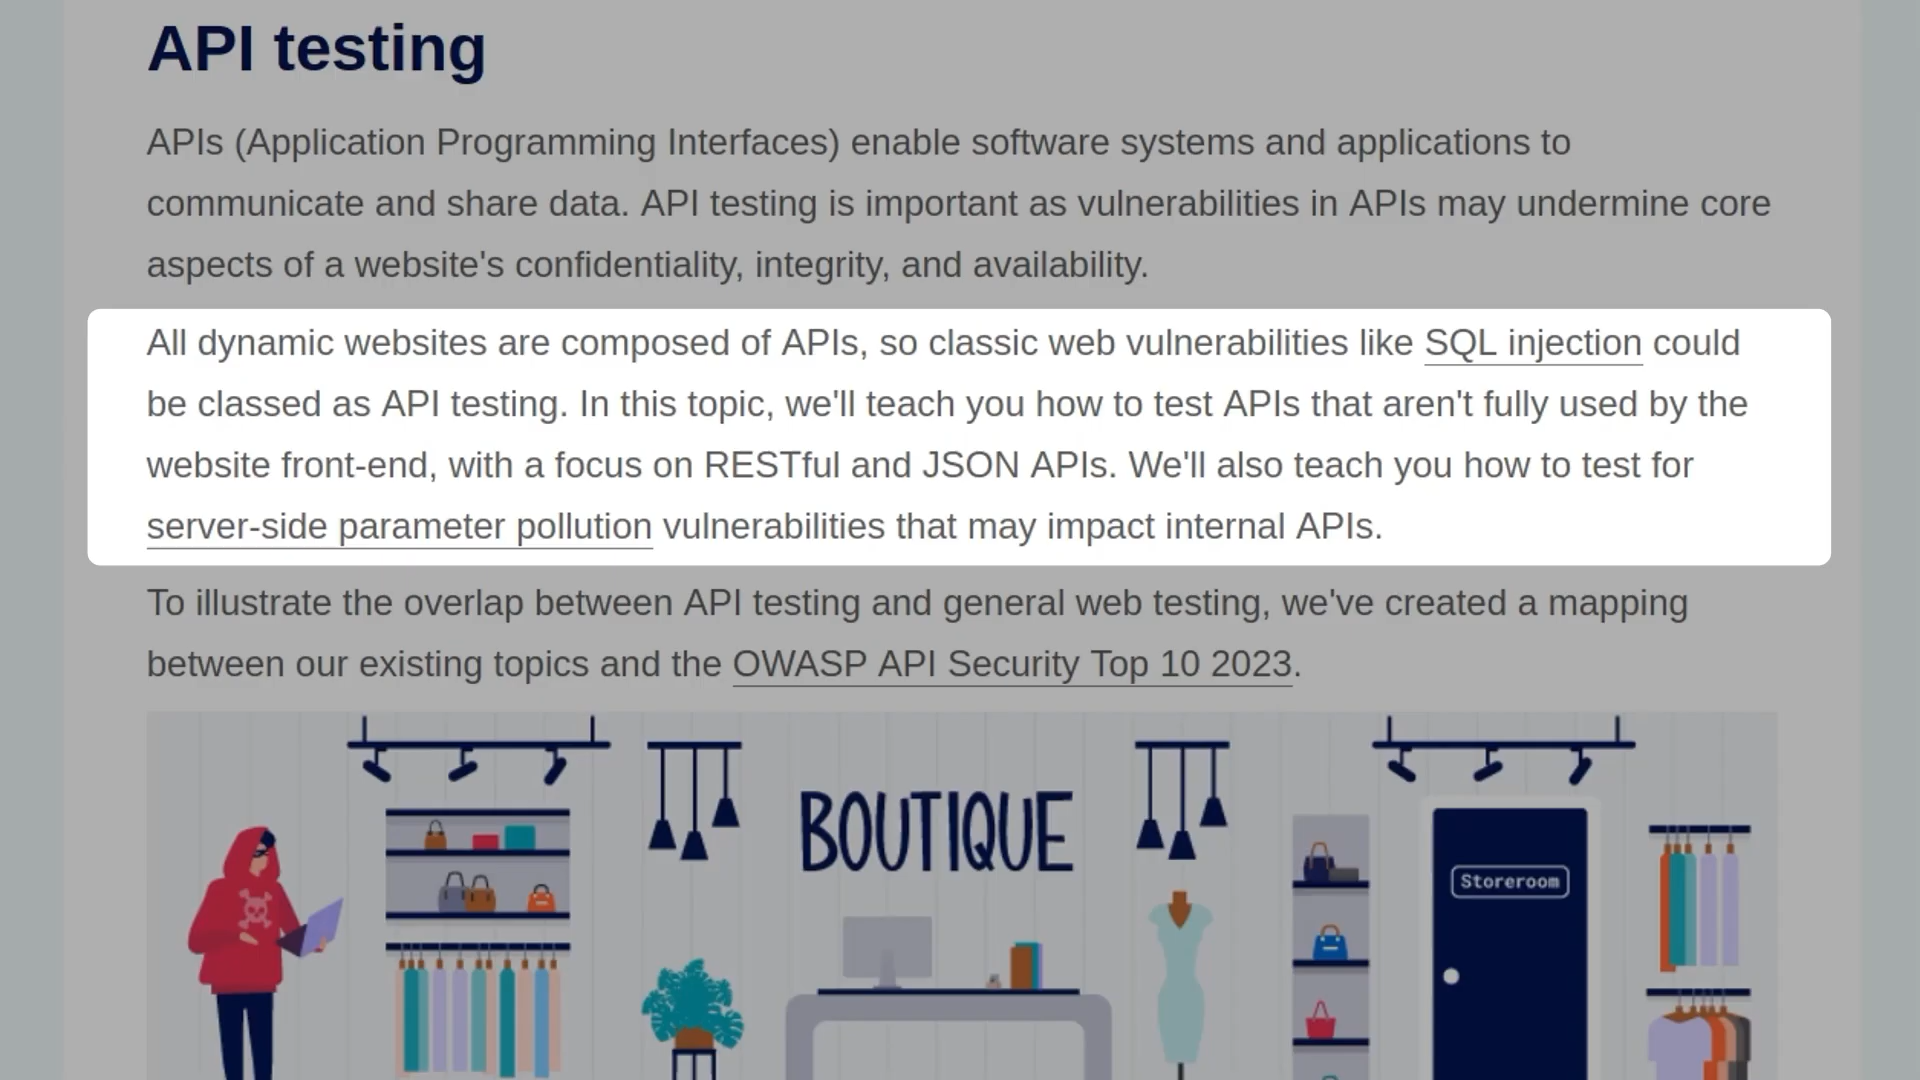 API testing
APIs (Application Programming Interfaces) enable software systems and applications to
communicate and share data. API testing is important as vulnerabilities in APIs may undermine core
aspects of a website's confidentiality, integrity, and availability.
All dynamic websites are composed of APIs, so classic web vulnerabilities like SQL injection could
be classed as API testing. In this topic, we'll teach you how to test APIs that aren't fully used by the
website front-end, with a focus on RESTful and JSON APIs. We'll also teach you how to test for
server-side parameter pollution vulnerabilities that may impact internal APIs.
To illustrate the overlap between API testing and general web testing, we've created a mapping
between our existing topics and the OWASP API Security Top 10 2023.
BOUTIQUE
Storeroom